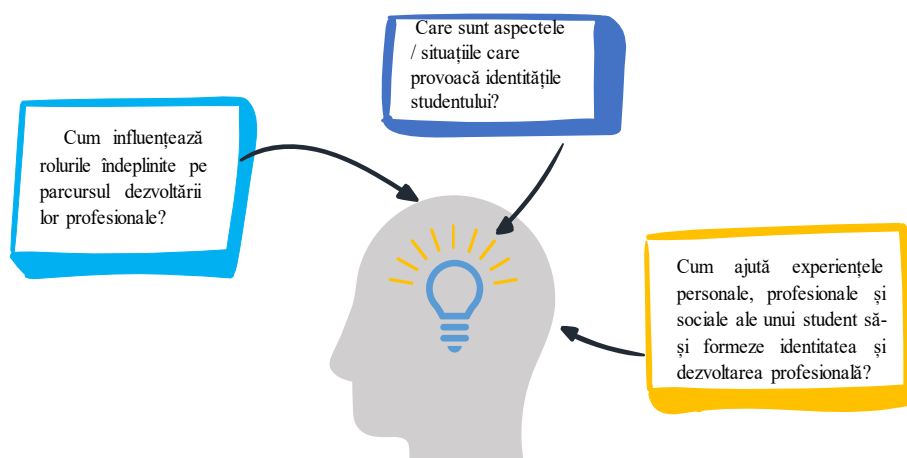 Care sunt aspectele
/ situațiile care
provoacă identitățile
studentului?
Cum influențează
rolurile îndeplinite pe
parcursul dezvoltării
lor profesionale?
Cum ajută experiențele
personale, profesionale și
sociale ale unui student să-
și formeze identitatea și
dezvoltarea profesională?